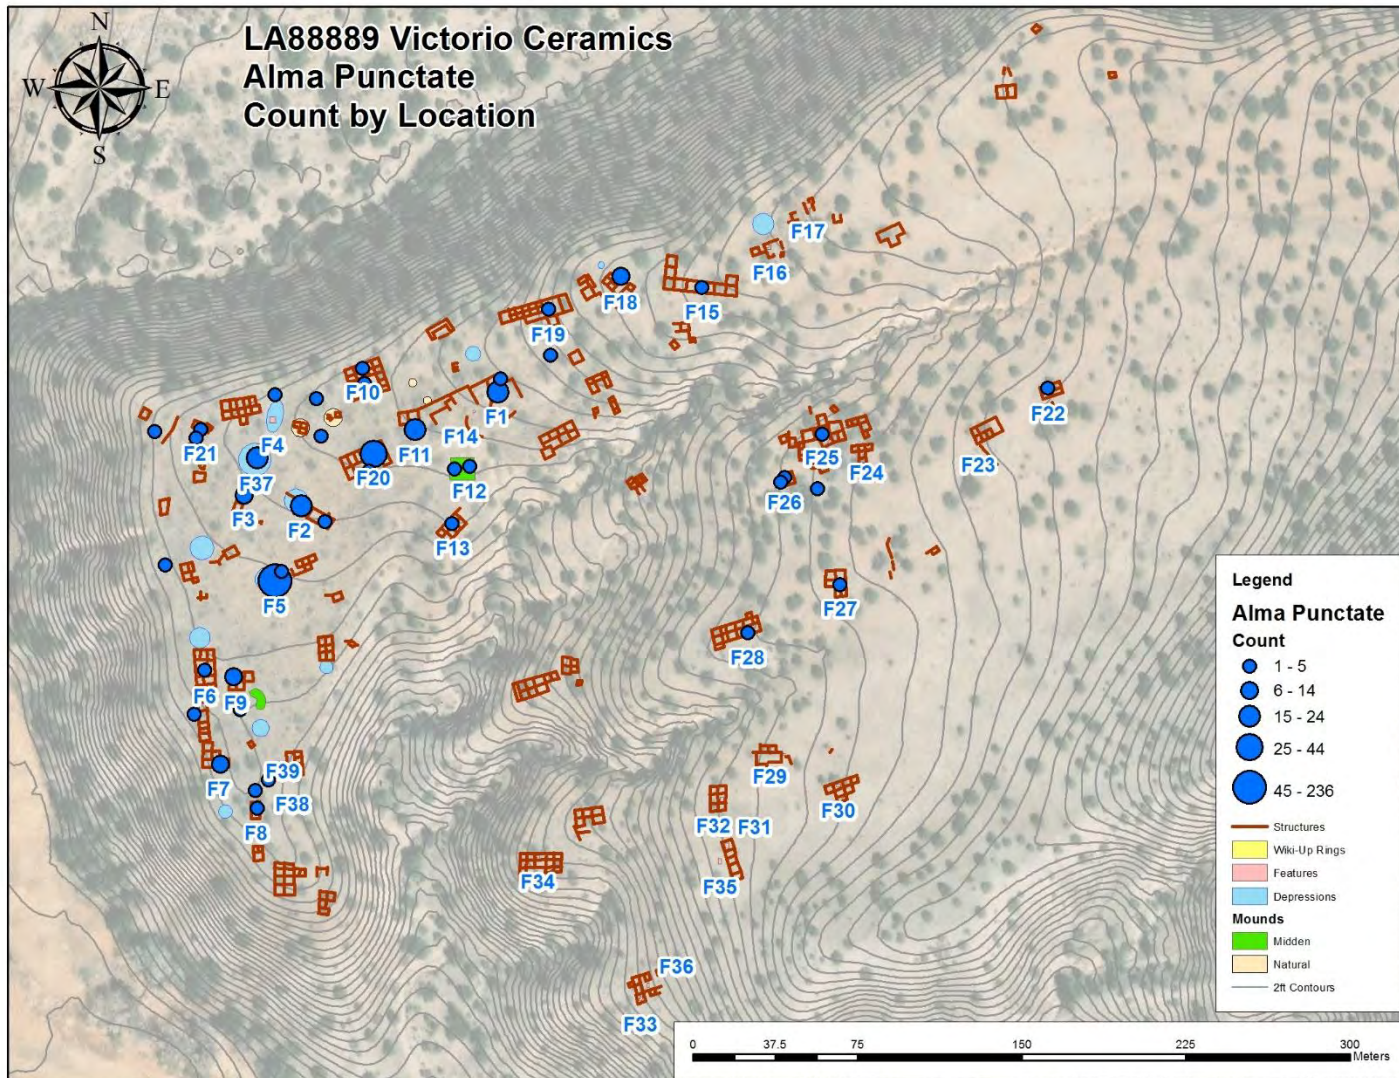 N
W E
S
LA88889 Victorio Ceramics
Alma Punctate
Count by Location
F17
F16
F18
F15
F19
F10
F1
F22
F4
F21
F14
F11
F25
F24
F23
F37
F20
F12
F26
F3
F2
F13
F5
F27
F28
F6
F9
F39
F7
F29
F38
F30
F32
F31
F8
F34
F35
F36
F33
Legend
Alma Punctate
Count
1 - 5
6 - 14
15 - 24
25 - 44
45 - 236
Structures
Wiki-Up Rings
Features
Depressions
Mounds
Midden
Natural
2ft Contours
0 37.5 75 150 225 300
Meters